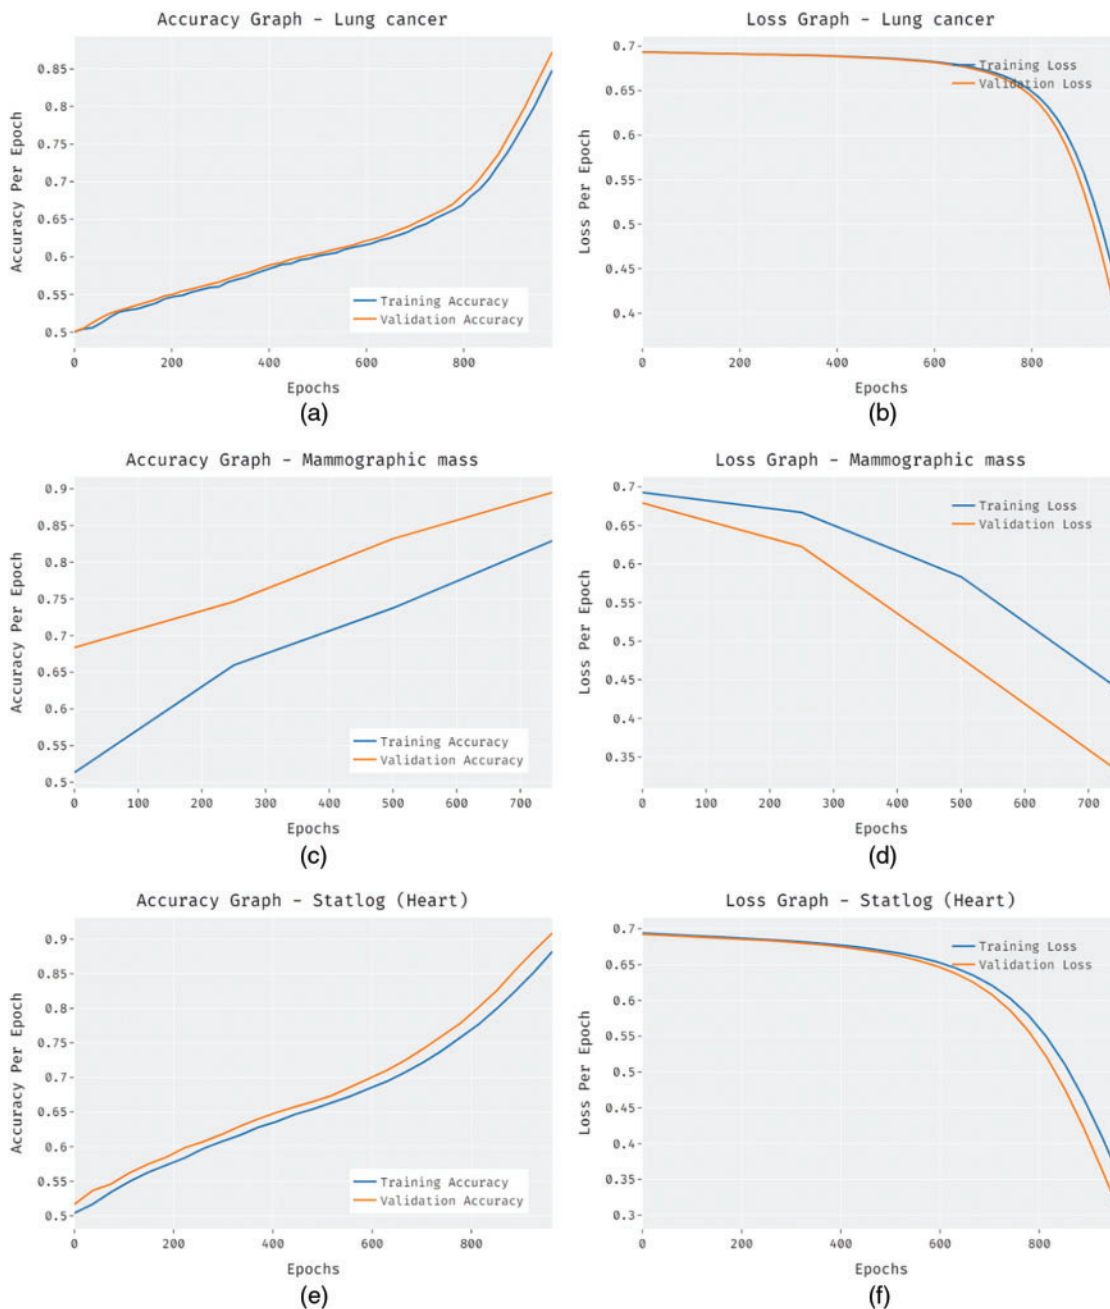 Accuracy Graph - Lung cancer
Accuracy Per Epoch
0.85
0.8
0.75
0.7
0.65
0.6
0.55
0.5
Training Accuracy
Validation Accuracy
0 200 400 600 800
Epochs
(a)
Loss Graph - Lung cancer
Loss Per Epoch
0.7
0.65
0.6
0.55
0.5
0.45
0.4
Training Loss
Validation Loss
0 200 400 600 800
Epochs
(b)
Accuracy Graph - Mammographic mass
Accuracy Per Epoch
0.9
0.85
0.8
0.75
0.7
0.65
0.6
0.55
0.5
Training Accuracy
Validation Accuracy
0 100 200 300 400 500 600 700
Epochs
(c)
Loss Graph - Mammographic mass
Loss Per Epoch
0.7
0.65
0.6
0.55
0.5
0.45
0.4
0.35
Training Loss
Validation Loss
0 100 200 300 400 500 600 700
Epochs
(d)
Accuracy Graph - Statlog (Heart)
Accuracy Per Epoch
0.9
0.85
0.8
0.75
0.7
0.65
0.6
0.55
0.5
Training Accuracy
Validation Accuracy
0 200 400 600 800
Epochs
(e)
Loss Graph - Statlog (Heart)
Loss Per Epoch
0.7
0.65
0.6
0.55
0.5
0.45
0.4
0.35
0.3
Training Loss
Validation Loss
0 200 400 600 800
Epochs
(f)